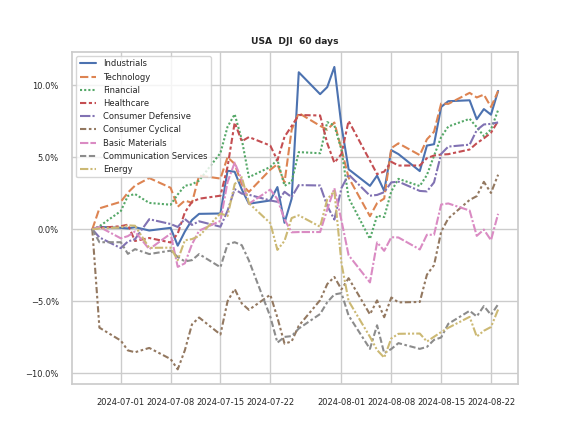 USA DJI 60 days
Industrials
Technology
Financial
Healthcare
Consumer Defensive
Consumer Cyclical
Basic Materials
Communication Services
Energy
10.0%
5.0%
0.0%
−5.0%
−10.0%
2024-07-01 2024-07-08 2024-07-15 2024-07-22 2024-08-01 2024-08-08 2024-08-15 2024-08-22